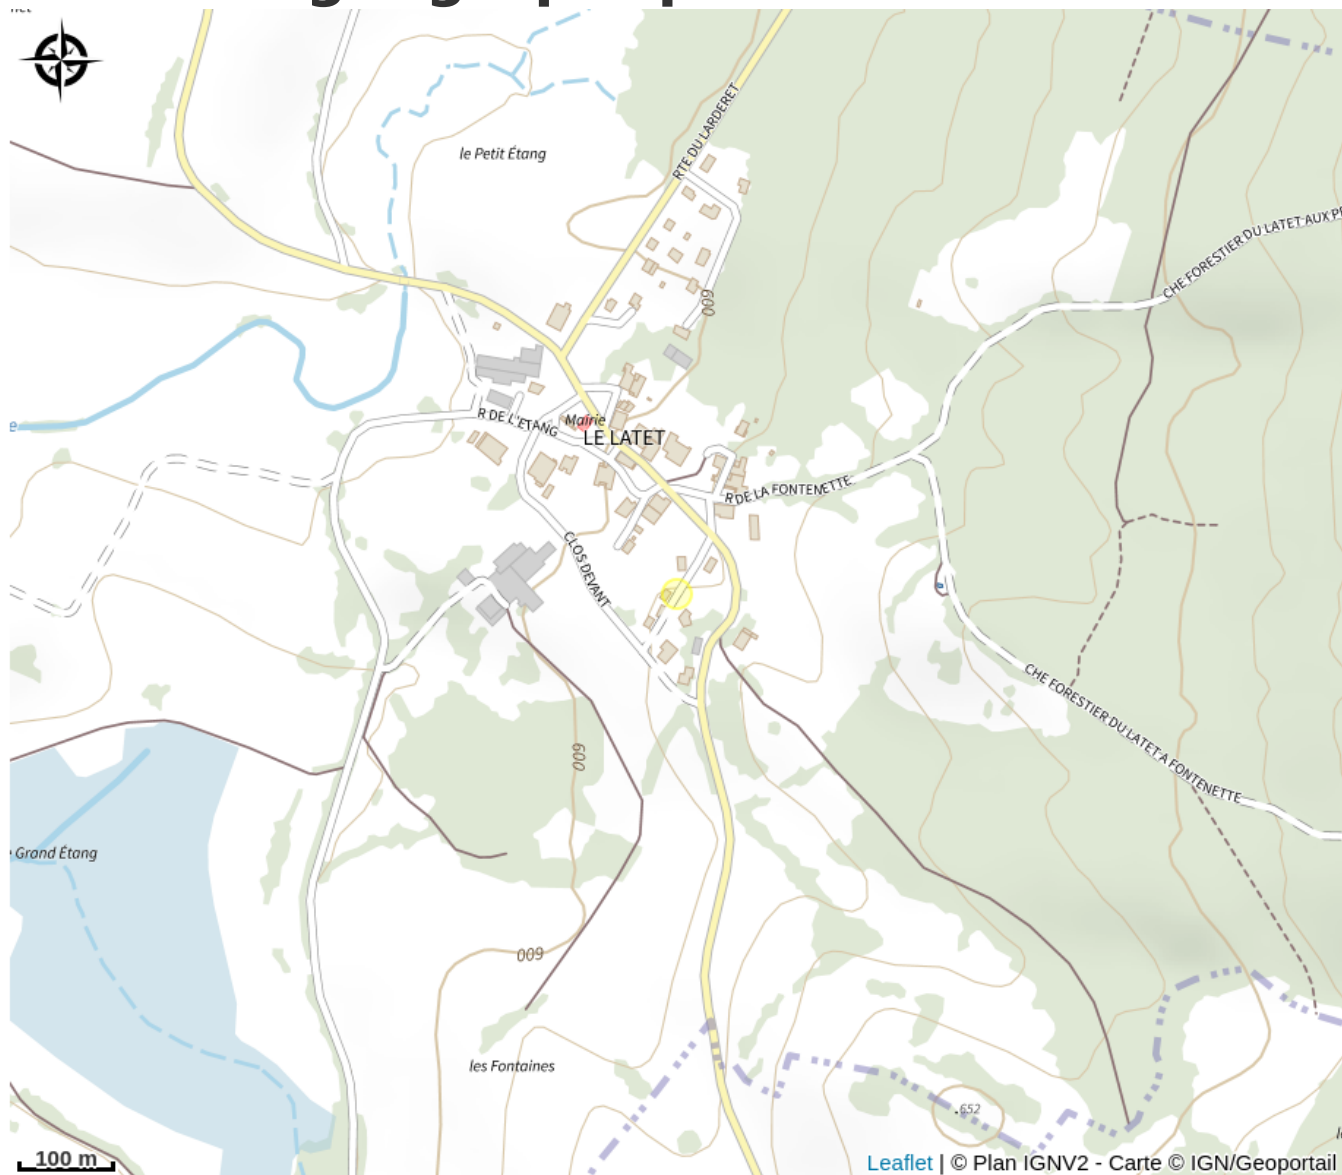 RTE DU LARDERET
le Petit Étang
CHE FORESTIER DU LATET AUX
600
R DE L'ETANG
Mairie
LE LATET
R DE LA FONTENETTE
CLOS DEVANT
CHE FORESTIER DU LATET A FONTENETTE
600
Grand Étang
600
les Fontaines
.652
100 m
Leaflet | © Plan IGNV2 - Carte © IGN/Geoportail